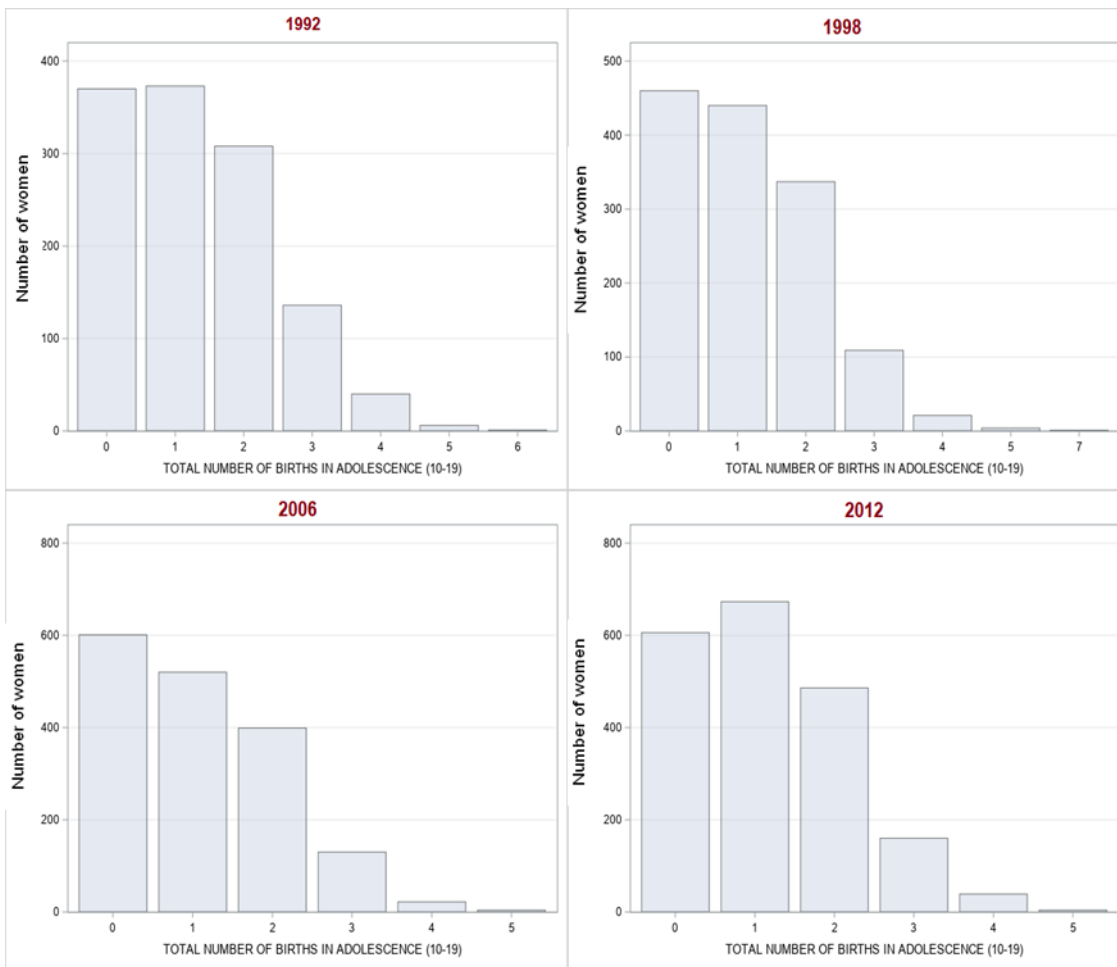 1992
400
300
200
100
0
Number of women
0 1 2 3 4 5 6
TOTAL NUMBER OF BIRTHS IN ADOLESCENCE (10-19)
1998
500
400
300
200
100
0
Number of women
0 1 2 3 4 5 7
TOTAL NUMBER OF BIRTHS IN ADOLESCENCE (10-19)
2006
800
600
400
200
0
Number of women
0 1 2 3 4 5
TOTAL NUMBER OF BIRTHS IN ADOLESCENCE (10-19)
2012
800
600
400
200
0
Number of women
0 1 2 3 4 5
TOTAL NUMBER OF BIRTHS IN ADOLESCENCE (10-19)